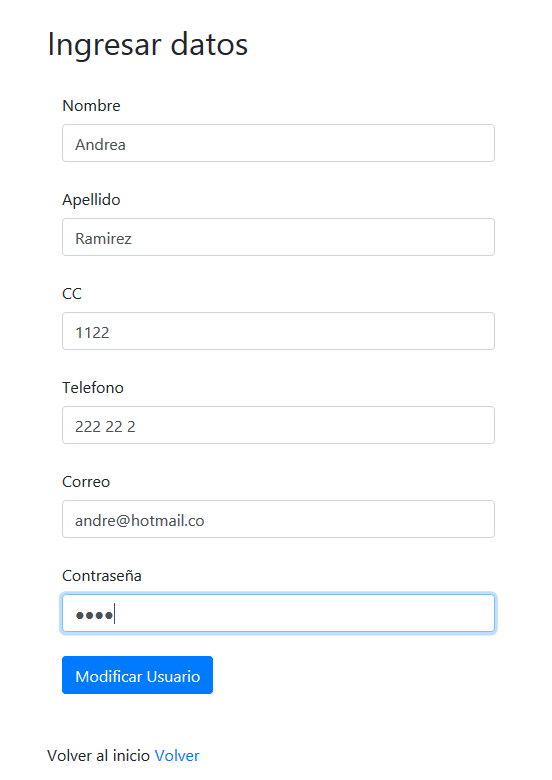 Ingresar datos
Nombre
Andrea
Apellido
Ramirez
CC
1122
Telefono
222 22 2
Correo
andre@hotmail.co
Contraseña
●●●●
Modificar Usuario
Volver al inicio Volver